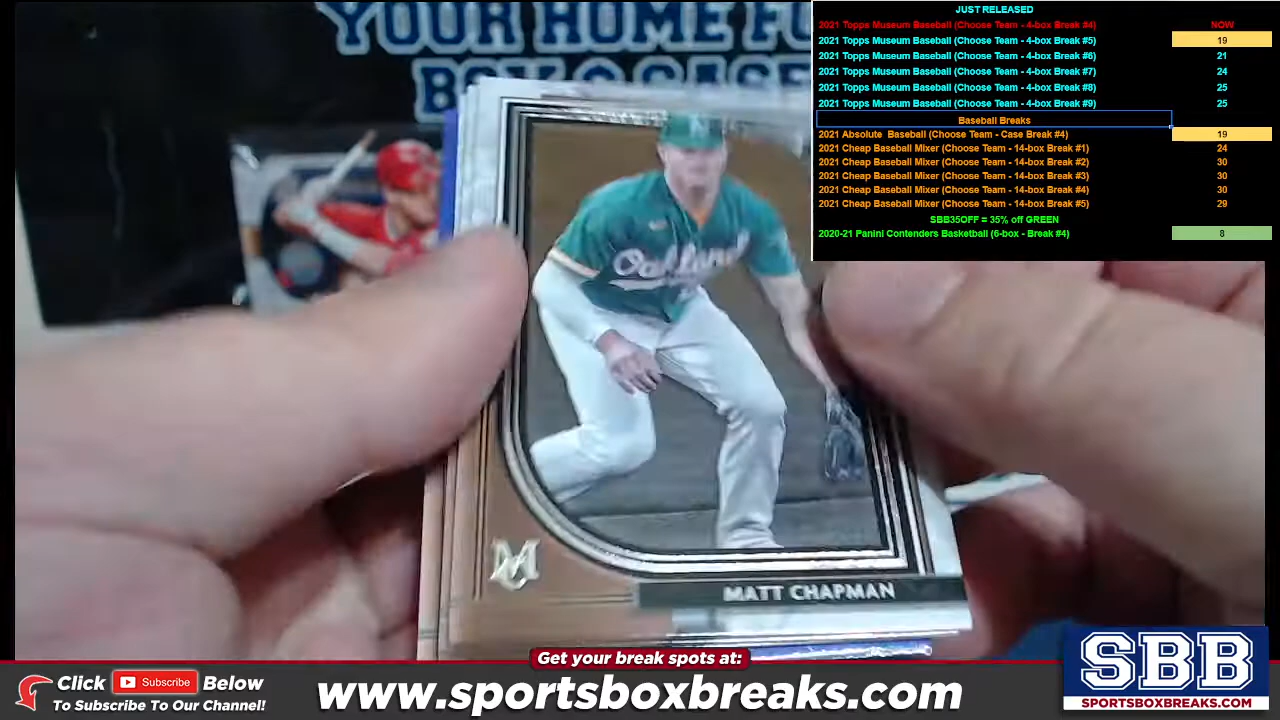 YOUR HOME FO
BOX & CASE
JUST RELEASED
2021 Topps Museum Baseball (Choose Team - 4-box Break #4) NOW
2021 Topps Museum Baseball (Choose Team - 4-box Break #5) 19
2021 Topps Museum Baseball (Choose Team - 4-box Break #6) 21
2021 Topps Museum Baseball (Choose Team - 4-box Break #7) 24
2021 Topps Museum Baseball (Choose Team - 4-box Break #8) 25
2021 Topps Museum Baseball (Choose Team - 4-box Break #9) 25
Baseball Breaks
2021 Absolute Baseball (Choose Team - Case Break #4) 19
2021 Cheap Baseball Mixer (Choose Team - 14-box Break #1) 24
2021 Cheap Baseball Mixer (Choose Team - 14-box Break #2) 30
2021 Cheap Baseball Mixer (Choose Team - 14-box Break #3) 30
2021 Cheap Baseball Mixer (Choose Team - 14-box Break #4) 30
2021 Cheap Baseball Mixer (Choose Team - 14-box Break #5) 29
SBB35OFF = 35% off GREEN
2020-21 Panini Contenders Basketball (6-box - Break #4) 8
Oakland
MATT CHAPMAN
Get your break spots at:
Click Subscribe Below
To Subscribe To Our Channel!
www.sportsboxbreaks.com
SBB
SPORTSBOXBREAKS.COM